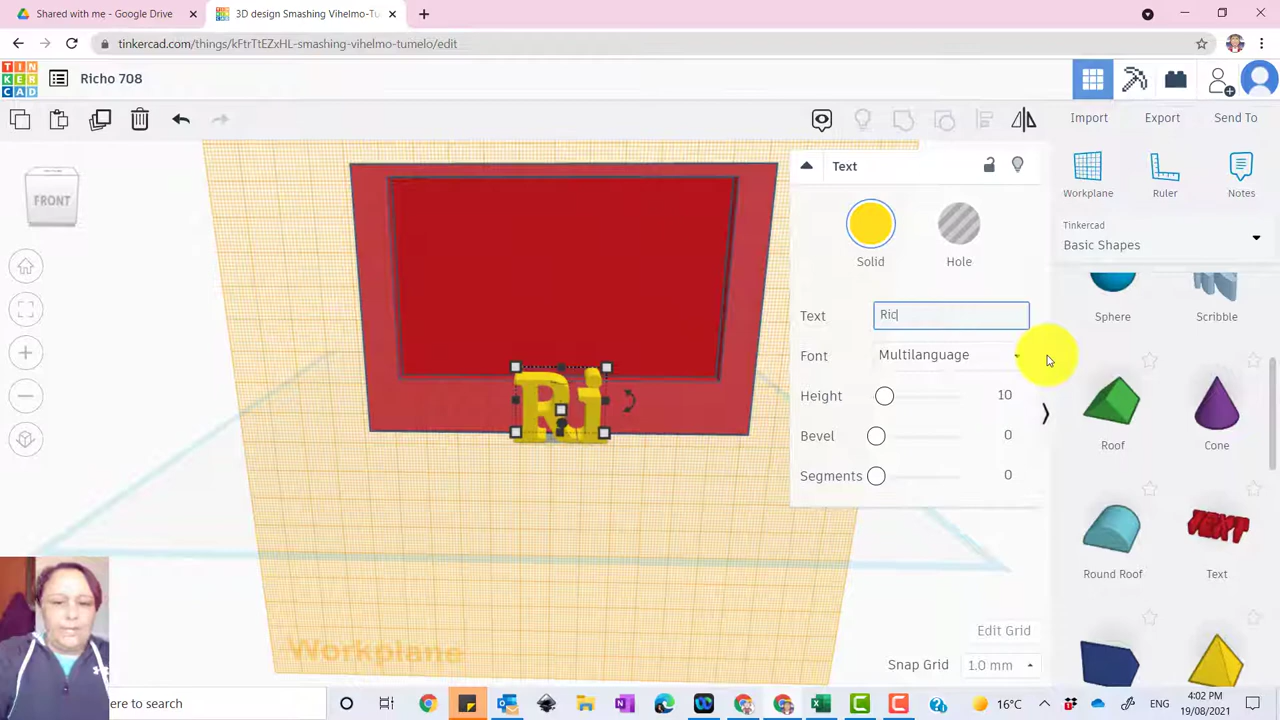 Shared with me - Google Drive
3D design Smashing Vihelmo-Tu
tinkercad.com/things/kFtrTtEZxHL-smashing-vihelmo-tumelo/edit
TIN
KER
CAD
Richo 708
Import
Export
Send To
FRONT
Text
Workplane
Ruler
Notes
Solid
Hole
Tinkercad
Basic Shapes
Text
Ric
Font
Multilanguage
Height
10
Bevel
0
Segments
0
Ri
Sphere
Scribble
Roof
Cone
TEXT
Round Roof
Text
Workplane
Edit Grid
Snap Grid
1.0 mm
e to search
16°C
ENG
4:02 PM
19/08/2021